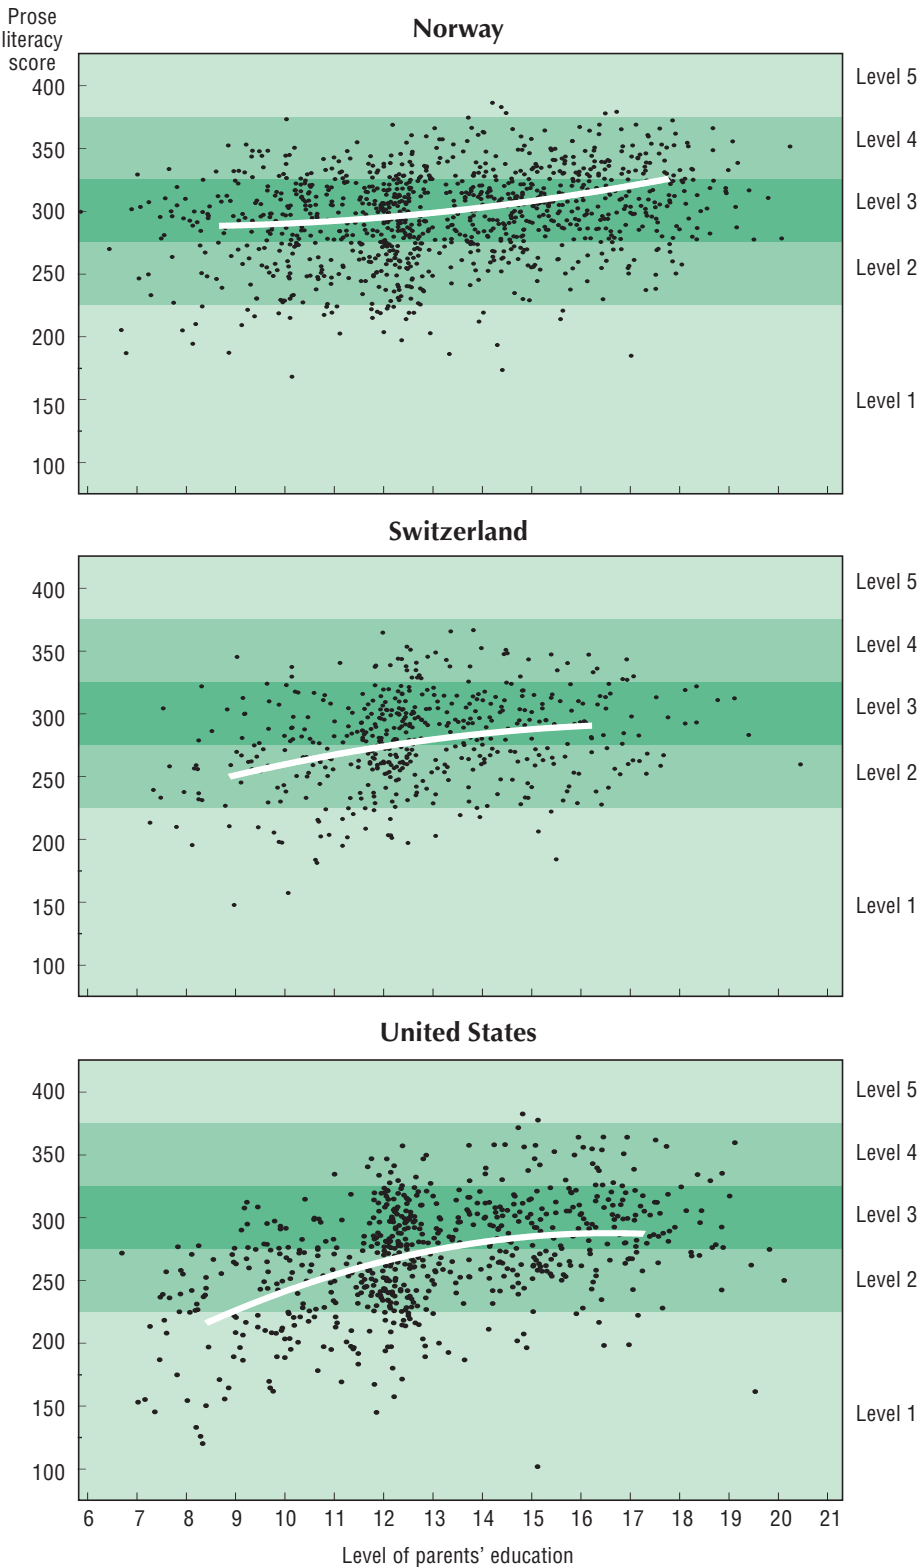 Prose
literacy
score
Norway
400
350
300
250
200
150
100
Level 5
Level 4
Level 3
Level 2
Level 1
Switzerland
400
350
300
250
200
150
100
Level 5
Level 4
Level 3
Level 2
Level 1
United States
400
350
300
250
200
150
100
Level 5
Level 4
Level 3
Level 2
Level 1
6 7 8 9 10 11 12 13 14 15 16 17 18 19 20 21
Level of parents’ education